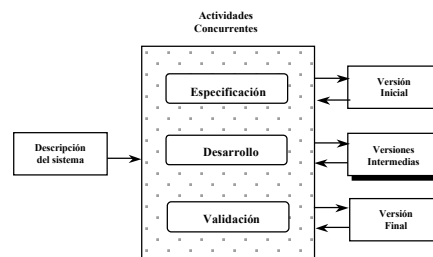 Actividades
Concurrentes
Especificación
Versión
Inicial
Descripción
del sistema
Desarrollo
Versiones
Intermedias
Validación
Versión
Final